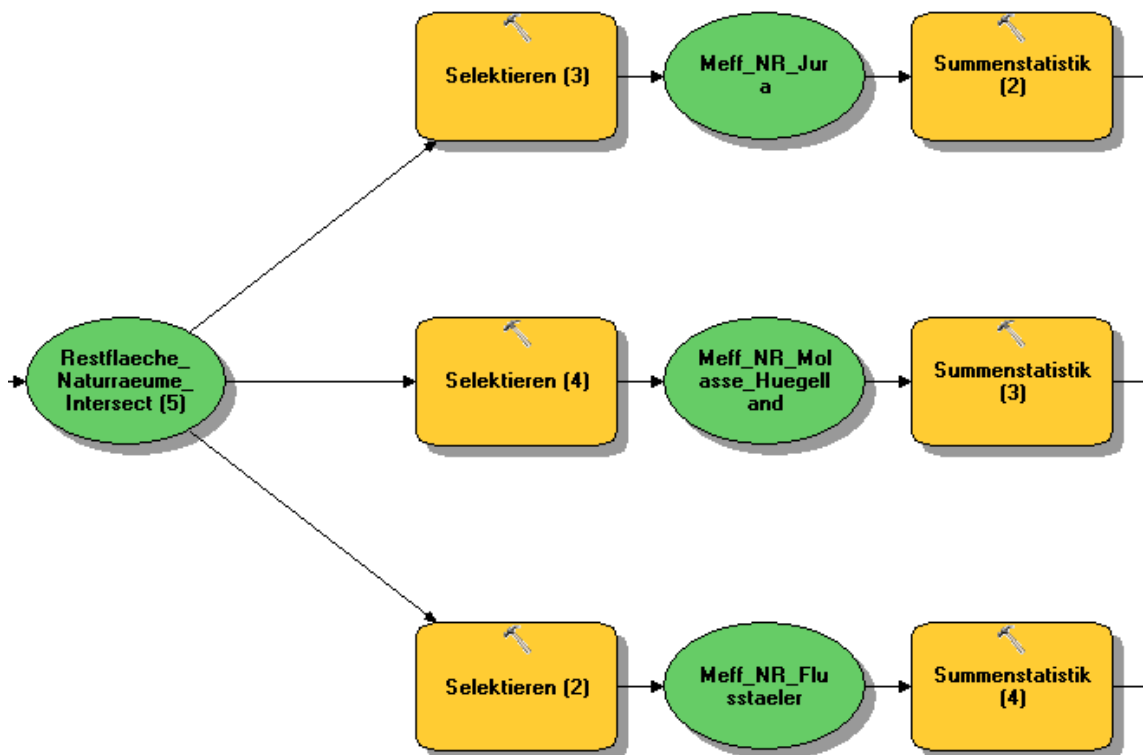 Selektieren (3)
Meff_NR_Jur
a
Summenstatistik
(2)
Restflaeche_
Naturraeume_
Intersect (5)
Selektieren (4)
Meff_NR_Mol
asse_Huegell
and
Summenstatistik
(3)
Selektieren (2)
Meff_NR_Flu
sstaeler
Summenstatistik
(4)